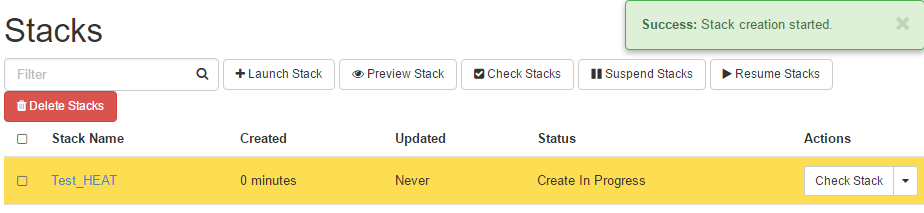 Stacks
Success: Stack creation started.
Filter
Launch Stack
Preview Stack
Check Stacks
Suspend Stacks
Resume Stacks
Delete Stacks
Stack Name Created Updated Status Actions
Test_HEAT 0 minutes Never Create In Progress Check Stack